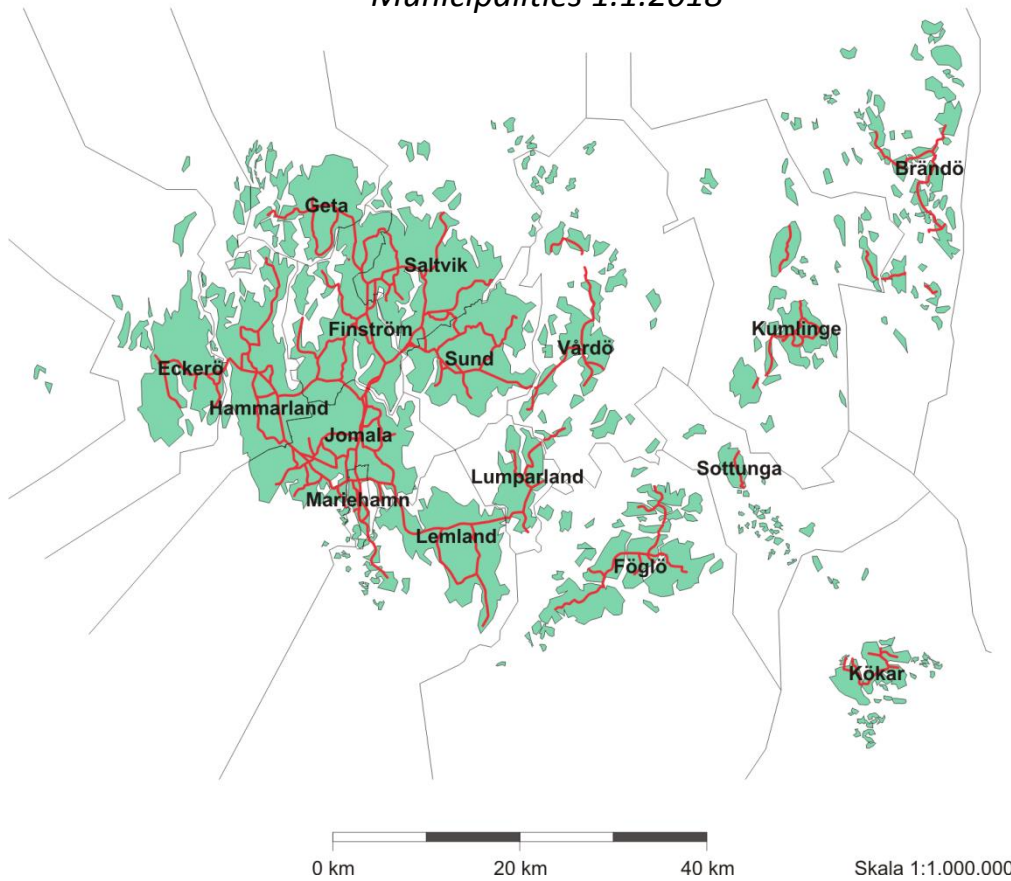 Municipalities 1.1.2018
Geta
Brändö
Saltvik
Finström
Kumlinge
Eckerö
Sund
Vårdö
Hammarland
Jomala
Sottunga
Lumparland
Mariehamn
Lemland
Föglö
Kökar
0 km 20 km 40 km Skala 1:1.000.000